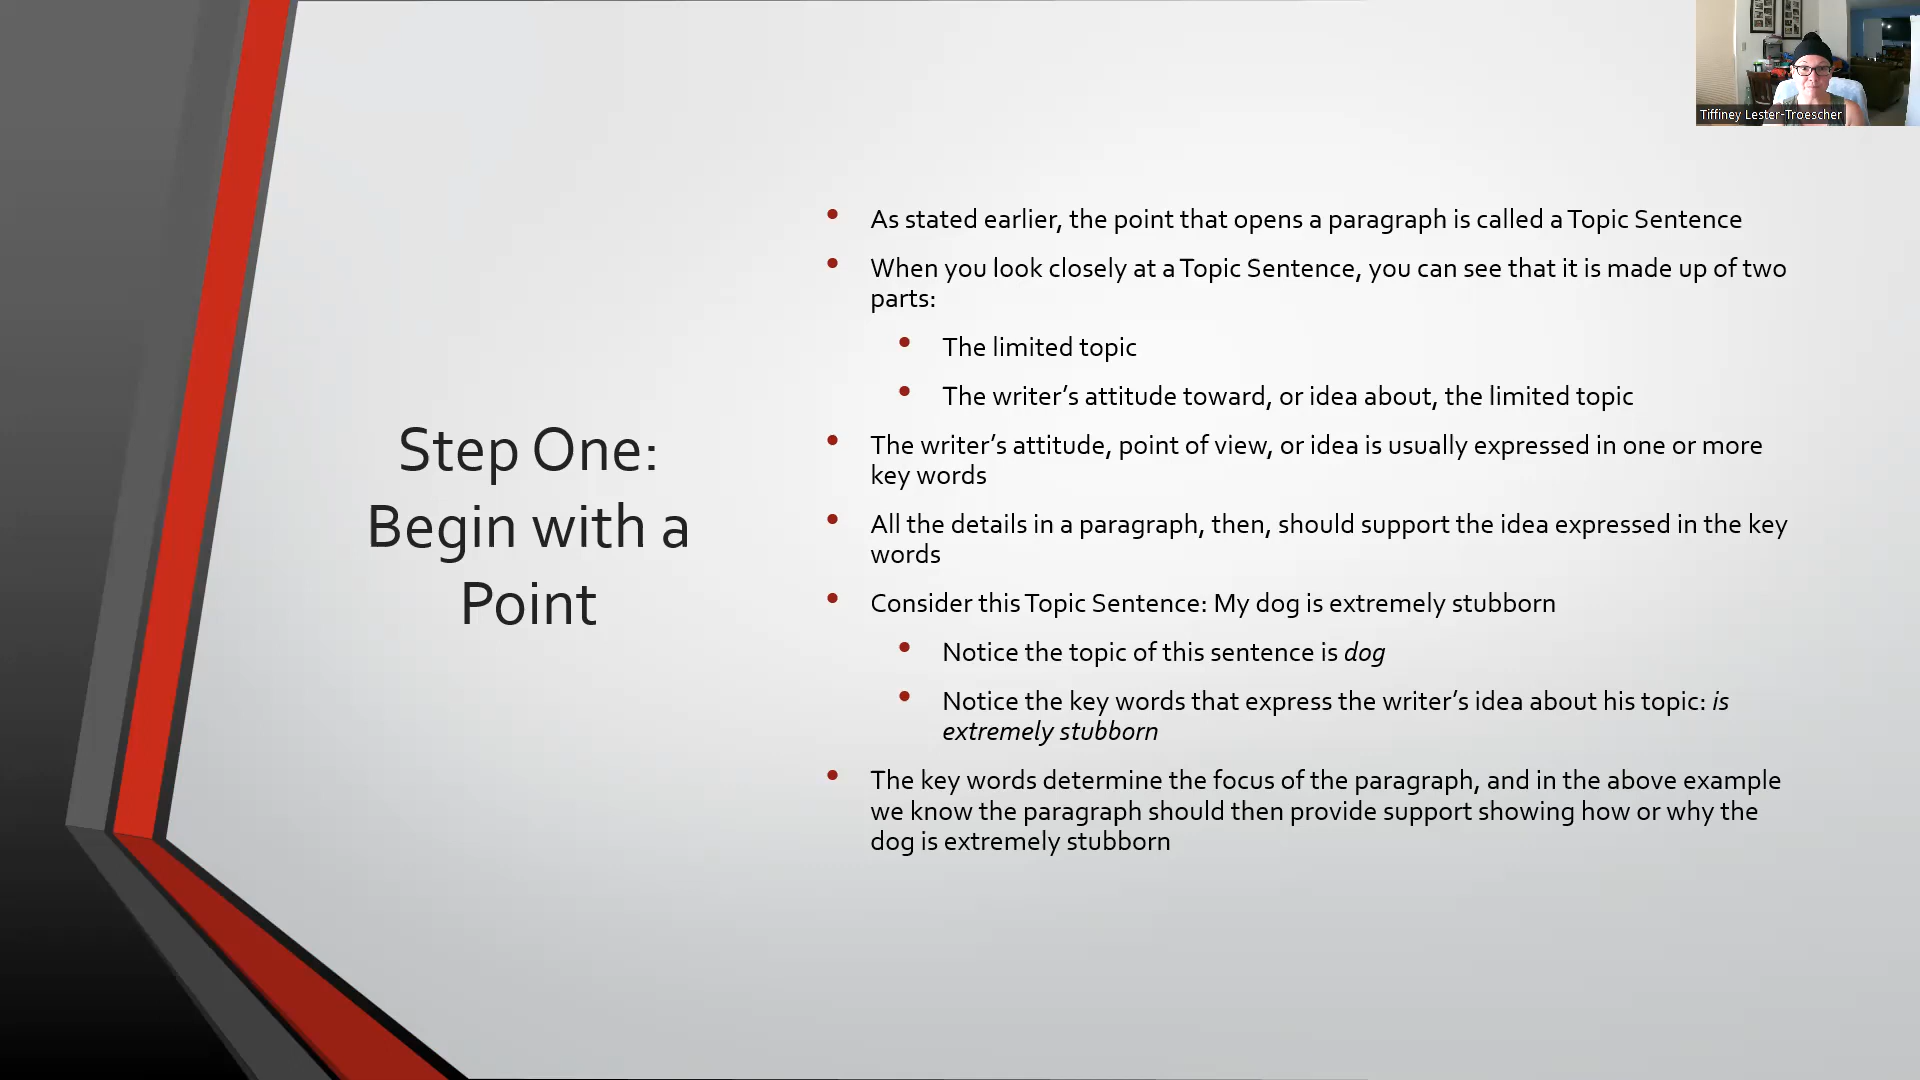 Tiffiney Lester-Troescher
Step One:
Begin with a
Point
As stated earlier, the point that opens a paragraph is called a Topic Sentence
When you look closely at a Topic Sentence, you can see that it is made up of two
parts:
The limited topic
The writer’s attitude toward, or idea about, the limited topic
The writer’s attitude, point of view, or idea is usually expressed in one or more
key words
All the details in a paragraph, then, should support the idea expressed in the key
words
Consider this Topic Sentence: My dog is extremely stubborn
Notice the topic of this sentence is dog
Notice the key words that express the writer’s idea about his topic: is
extremely stubborn
The key words determine the focus of the paragraph, and in the above example
we know the paragraph should then provide support showing how or why the
dog is extremely stubborn